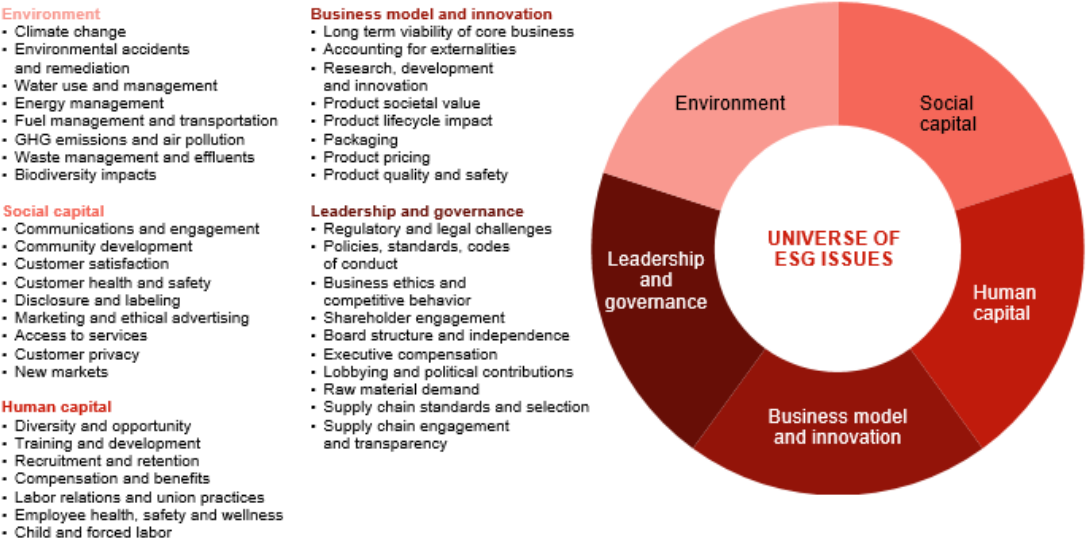 Environment
• Climate change
• Environmental accidents
and remediation
• Water use and management
• Energy management
• Fuel management and transportation
• GHG emissions and air pollution
• Waste management and effluents
• Biodiversity impacts
Social capital
• Communications and engagement
• Community development
• Customer satisfaction
• Customer health and safety
• Disclosure and labeling
• Marketing and ethical advertising
• Access to services
• Customer privacy
• New markets
Human capital
• Diversity and opportunity
• Training and development
• Recruitment and retention
• Compensation and benefits
• Labor relations and union practices
• Employee health, safety and wellness
• Child and forced labor
Business model and innovation
• Long term viability of core business
• Accounting for externalities
• Research, development
and innovation
• Product societal value
• Product lifecycle impact
• Packaging
• Product pricing
• Product quality and safety
Leadership and governance
• Regulatory and legal challenges
• Policies, standards, codes
of conduct
• Business ethics and
competitive behavior
• Shareholder engagement
• Board structure and independence
• Executive compensation
• Lobbying and political contributions
• Raw material demand
• Supply chain standards and selection
• Supply chain engagement
and transparency
Environment
Social
capital
Leadership
and
governance
UNIVERSE OF
ESG ISSUES
Human
capital
Business model
and innovation